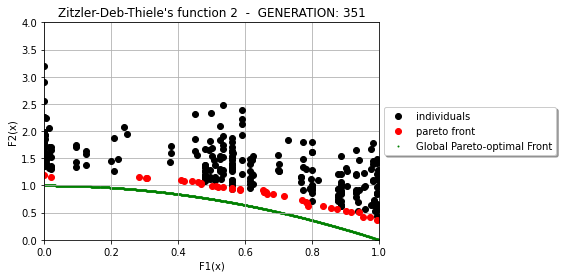 Zitzler-Deb-Thiele's function 2 - GENERATION: 351
4.0
3.5
3.0
2.5
2.0
1.5
1.0
0.5
0.0
F2(x)
0.0 0.2 0.4 0.6 0.8 1.0
F1(x)
individuals
pareto front
Global Pareto-optimal Front